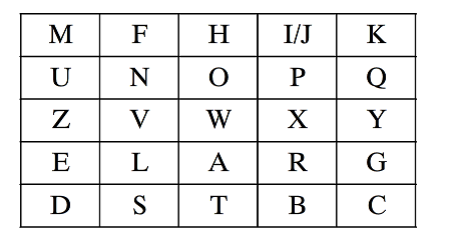 M F H I/J K
U N O P Q
Z V W X Y
E L A R G
D S T B C